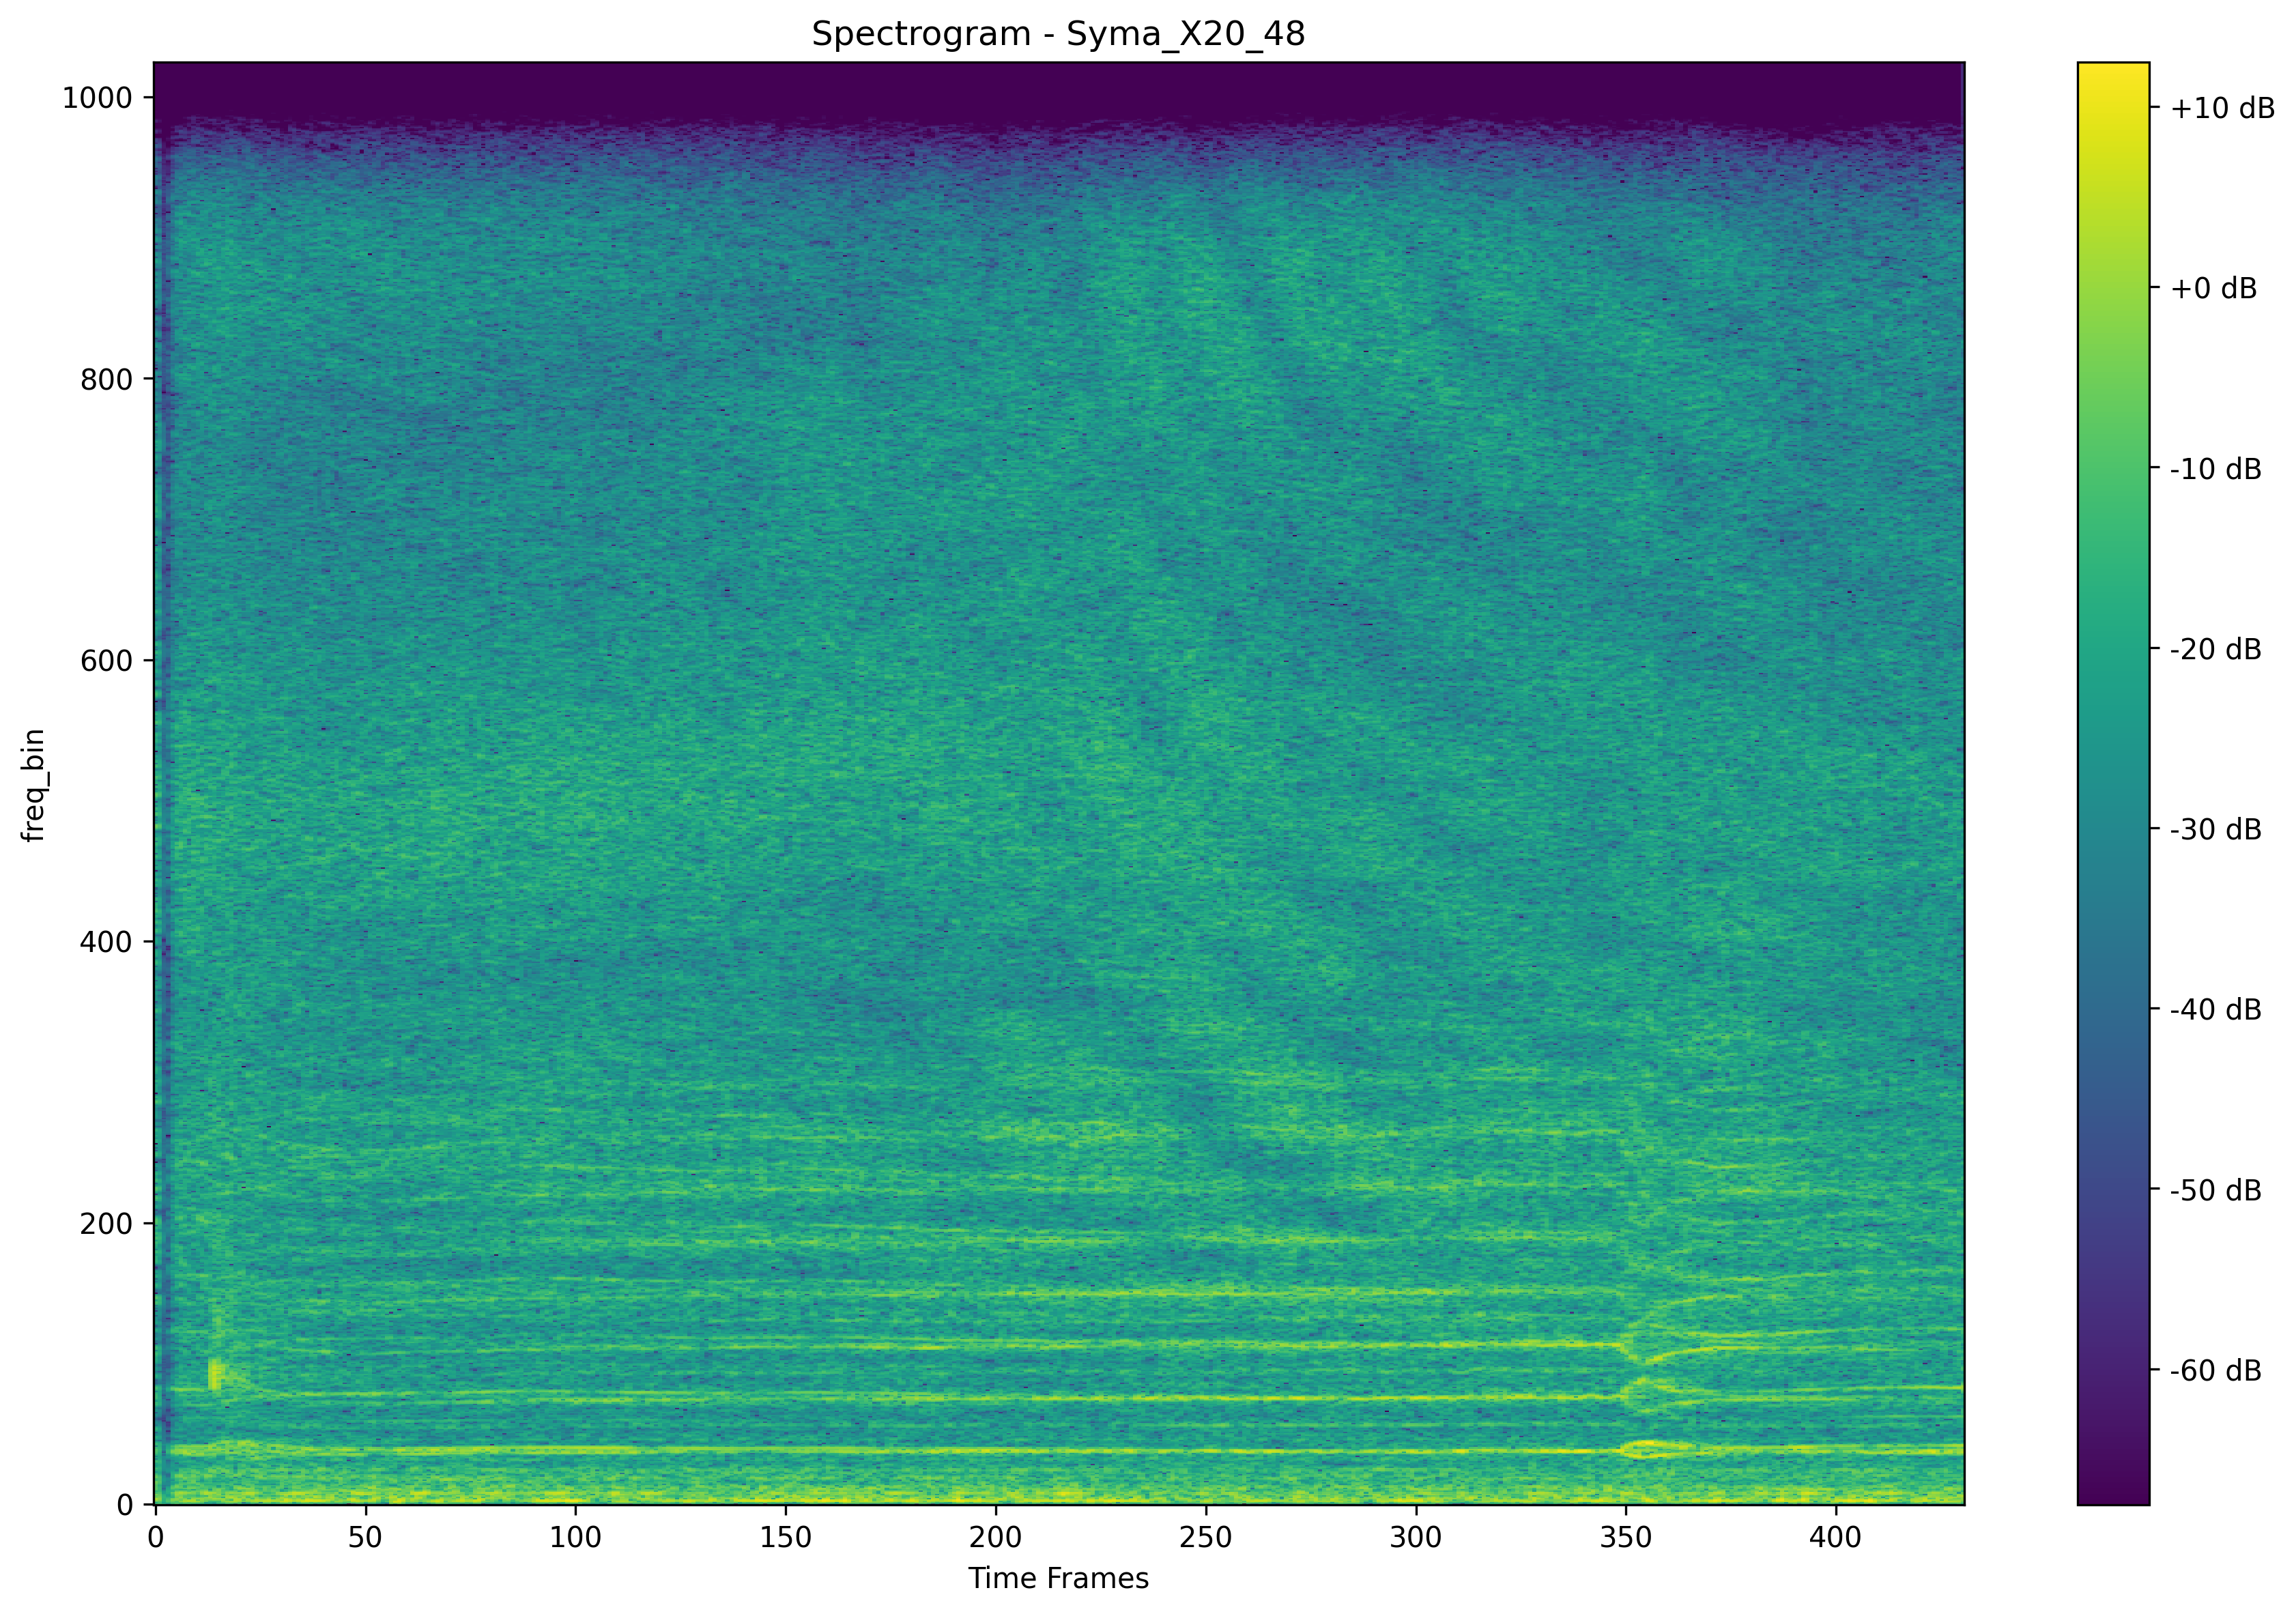 Spectrogram - Syma_X20_48
1000
800
600
400
200
0
freq_bin
0 50 100 150 200 250 300 350 400
Time Frames
+10 dB
+0 dB
-10 dB
-20 dB
-30 dB
-40 dB
-50 dB
-60 dB